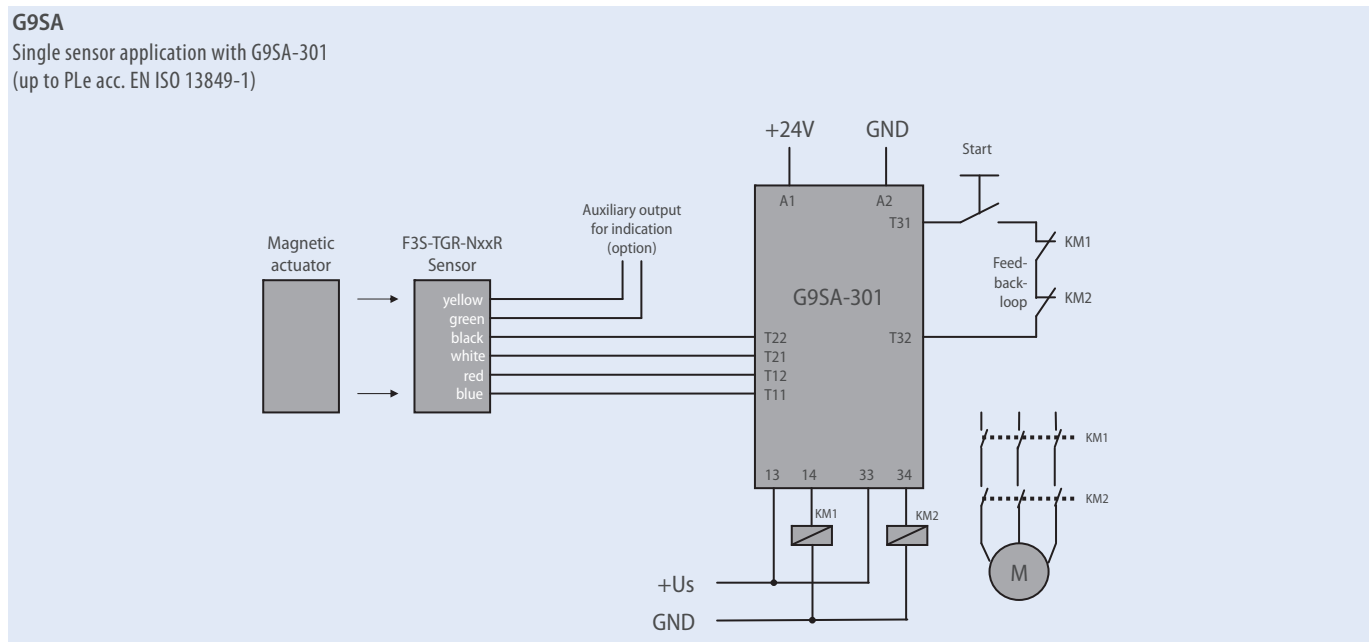 G9SA
Single sensor application with G9SA-301
(up to PLe acc. EN ISO 13849-1)
+24V
GND
Start
A1
A2
T31
Auxiliary output
for indication
(option)
Magnetic
actuator
F3S-TGR-NxxR
Sensor
KM1
Feed-
back-
loop
KM2
G9SA-301
yellow
green
black
white
red
blue
T22
T21
T12
T11
T32
13
14
33
34
KM1
KM2
KM1
KM2
M
+Us
GND